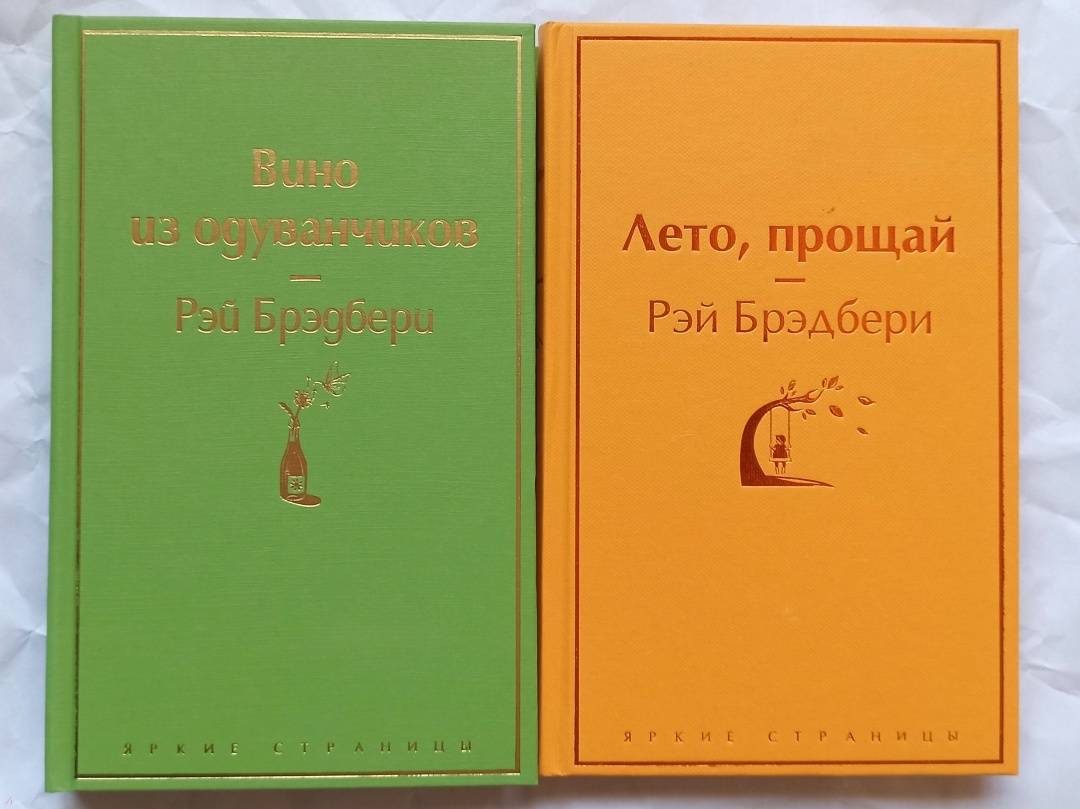 Вино
из одуванчиков
Рэй Брэдбери
ЯРКИЕ СТРАНИЦЫ
Лето, прощай
Рэй Брэдбери
ЯРКИЕ СТРАНИЦЫ